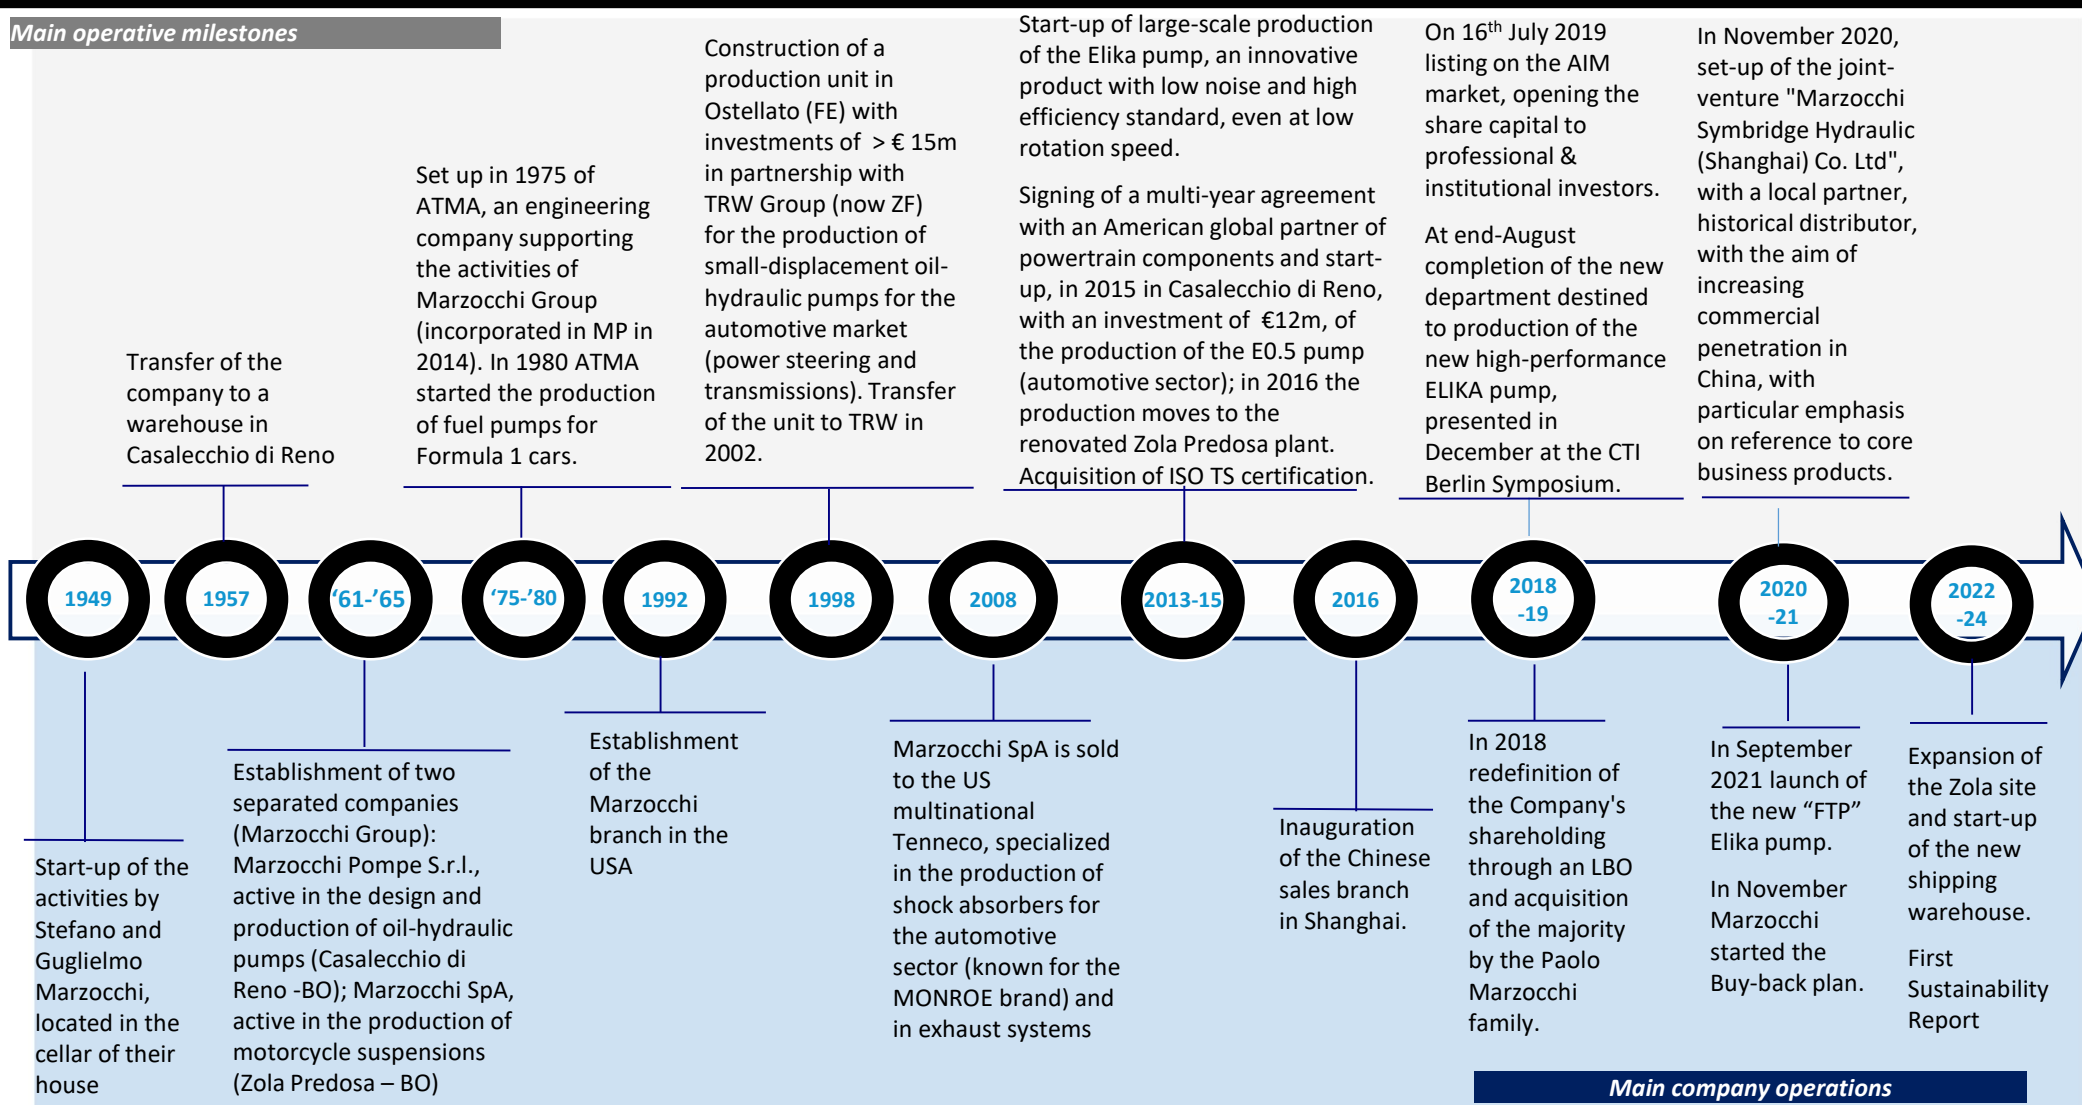 Main operative milestones
Transfer of the
company to a
warehouse in
Casalecchio di Reno
Set up in 1975 of
ATMA, an engineering
company supporting
the activities of
Marzocchi Group
(incorporated in MP in
2014). In 1980 ATMA
started the production
of fuel pumps for
Formula 1 cars.
Construction of a
production unit in
Ostellato (FE) with
investments of > € 15m
in partnership with
TRW Group (now ZF)
for the production of
small-displacement oil-
hydraulic pumps for the
automotive market
(power steering and
transmissions). Transfer
of the unit to TRW in
2002.
Start-up of large-scale production
of the Elika pump, an innovative
product with low noise and high
efficiency standard, even at low
rotation speed.
Signing of a multi-year agreement
with an American global partner of
powertrain components and start-
up, in 2015 in Casalecchio di Reno,
with an investment of €12m, of
the production of the E0.5 pump
(automotive sector); in 2016 the
production moves to the
renovated Zola Predosa plant.
Acquisition of ISO TS certification.
On 16th July 2019
listing on the AIM
market, opening the
share capital to
professional &
institutional investors.
At end-August
completion of the new
department destined
to production of the
new high-performance
ELIKA pump,
presented in
December at the CTI
Berlin Symposium.
In November 2020,
set-up of the joint-
venture "Marzocchi
Symbridge Hydraulic
(Shanghai) Co. Ltd",
with a local partner,
historical distributor,
with the aim of
increasing
commercial
penetration in
China, with
particular emphasis
on reference to core
business products.
1949
1957
‘61-’65
‘75-’80
1992
1998
2008
2013-15
2016
2018
-19
2020
-21
2022
-24
Start-up of the
activities by
Stefano and
Guglielmo
Marzocchi,
located in the
cellar of their
house
Establishment of two
separated companies
(Marzocchi Group):
Marzocchi Pompe S.r.l.,
active in the design and
production of oil-hydraulic
pumps (Casalecchio di
Reno -BO); Marzocchi SpA,
active in the production of
motorcycle suspensions
(Zola Predosa – BO)
Establishment
of the
Marzocchi
branch in the
USA
Marzocchi SpA is sold
to the US
multinational
Tenneco, specialized
in the production of
shock absorbers for
the automotive
sector (known for the
MONROE brand) and
in exhaust systems
Inauguration
of the Chinese
sales branch
in Shanghai.
In 2018
redefinition of
the Company's
shareholding
through an LBO
and acquisition
of the majority
by the Paolo
Marzocchi
family.
In September
2021 launch of
the new “FTP”
Elika pump.
In November
Marzocchi
started the
Buy-back plan.
Expansion of
the Zola site
and start-up
of the new
shipping
warehouse.
First
Sustainability
Report
Main company operations